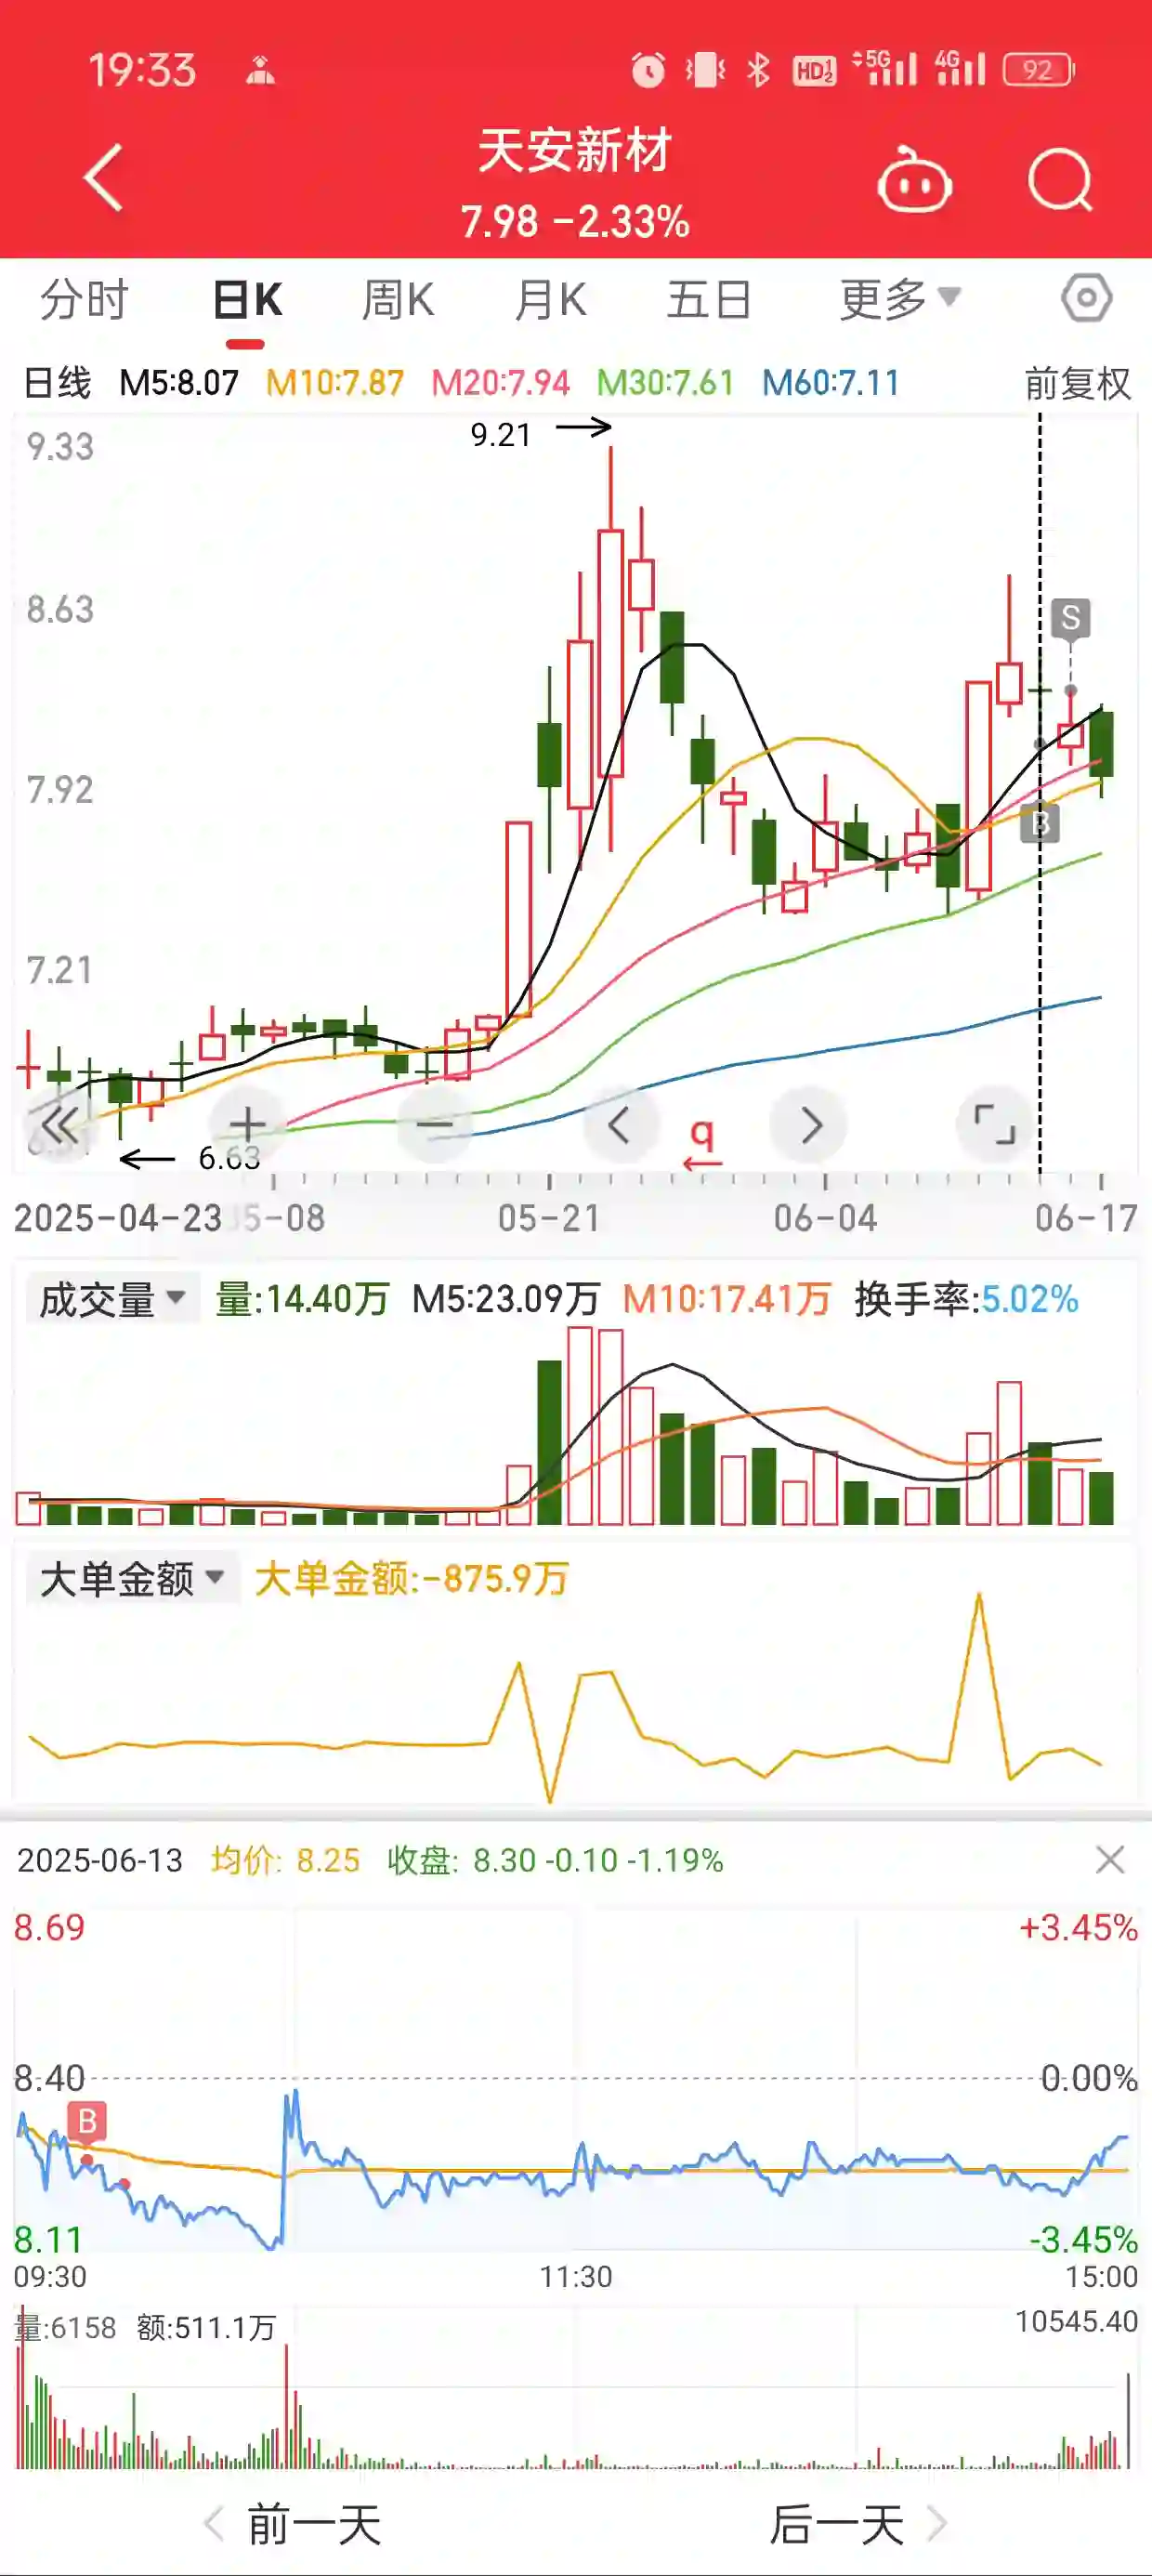 19:33 HD1 2 5G 4G 92
天安新材
7.98 -2.33%
分时 日K 周K 月K 五日 更多
日线 M5:8.07 M10:7.87 M20:7.94 M30:7.61 M60:7.11 前复权
9.33
9.21
8.63
S
7.92
B
7.21
q
6.63
2025-04-23 5-08 05-21 06-04 06-17
成交量 量:14.40万 M5:23.09万 M10:17.41万 换手率:5.02%
大单金额 大单金额:-875.9万
2025-06-13 均价: 8.25 收盘: 8.30 -0.10 -1.19%
8.69 +3.45%
8.40 0.00%
B
8.11 -3.45%
09:30 11:30 15:00
量:6158 额:511.1万 10545.40
前一天 后一天